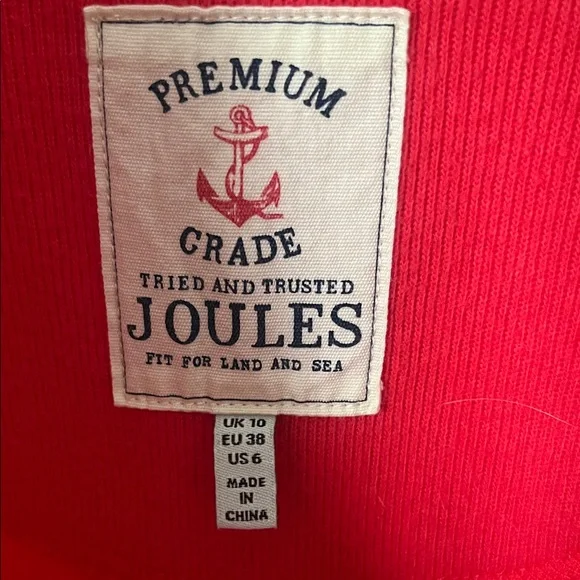 PREMIUM
GRADE
TRIED AND TRUSTED
JOULES
FIT FOR LAND AND SEA
UK 10
EU 38
US 6
MADE
IN
CHINA